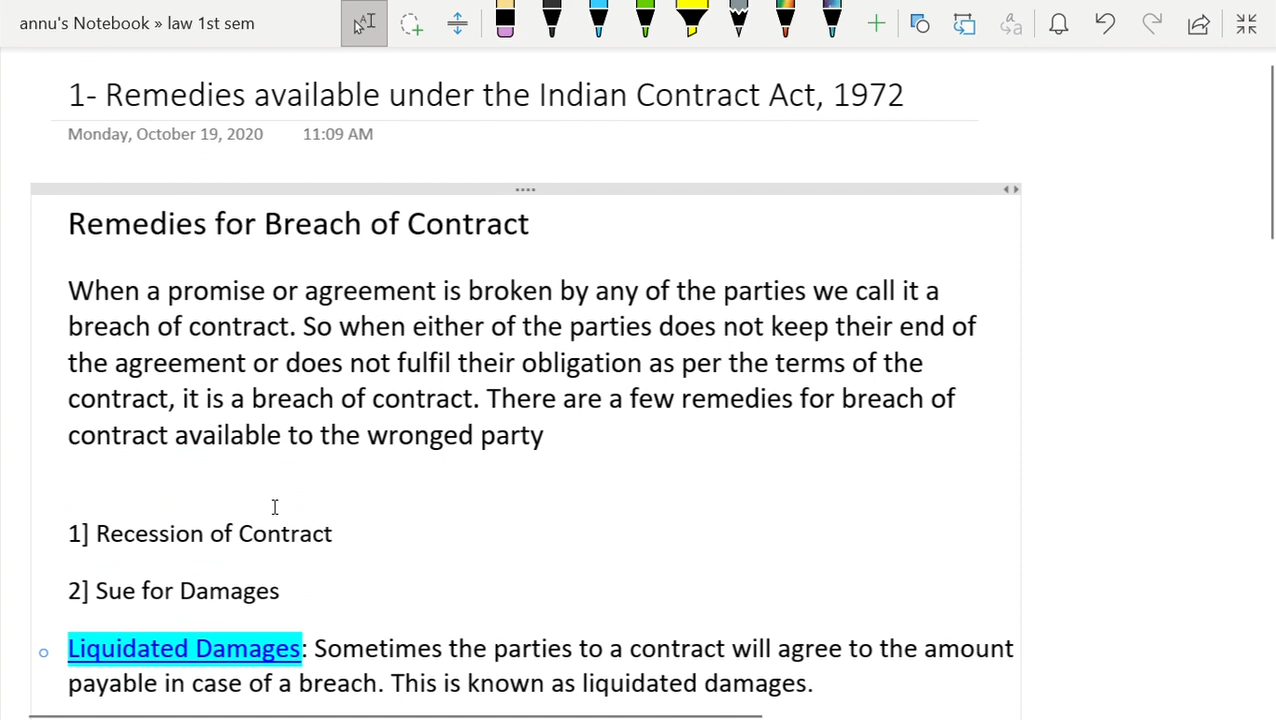 annu's Notebook » law 1st sem
1- Remedies available under the Indian Contract Act, 1972
Monday, October 19, 2020 11:09 AM
Remedies for Breach of Contract
When a promise or agreement is broken by any of the parties we call it a
breach of contract. So when either of the parties does not keep their end of
the agreement or does not fulfil their obligation as per the terms of the
contract, it is a breach of contract. There are a few remedies for breach of
contract available to the wronged party
1] Recession of Contract
2] Sue for Damages
Liquidated Damages: Sometimes the parties to a contract will agree to the amount
payable in case of a breach. This is known as liquidated damages.